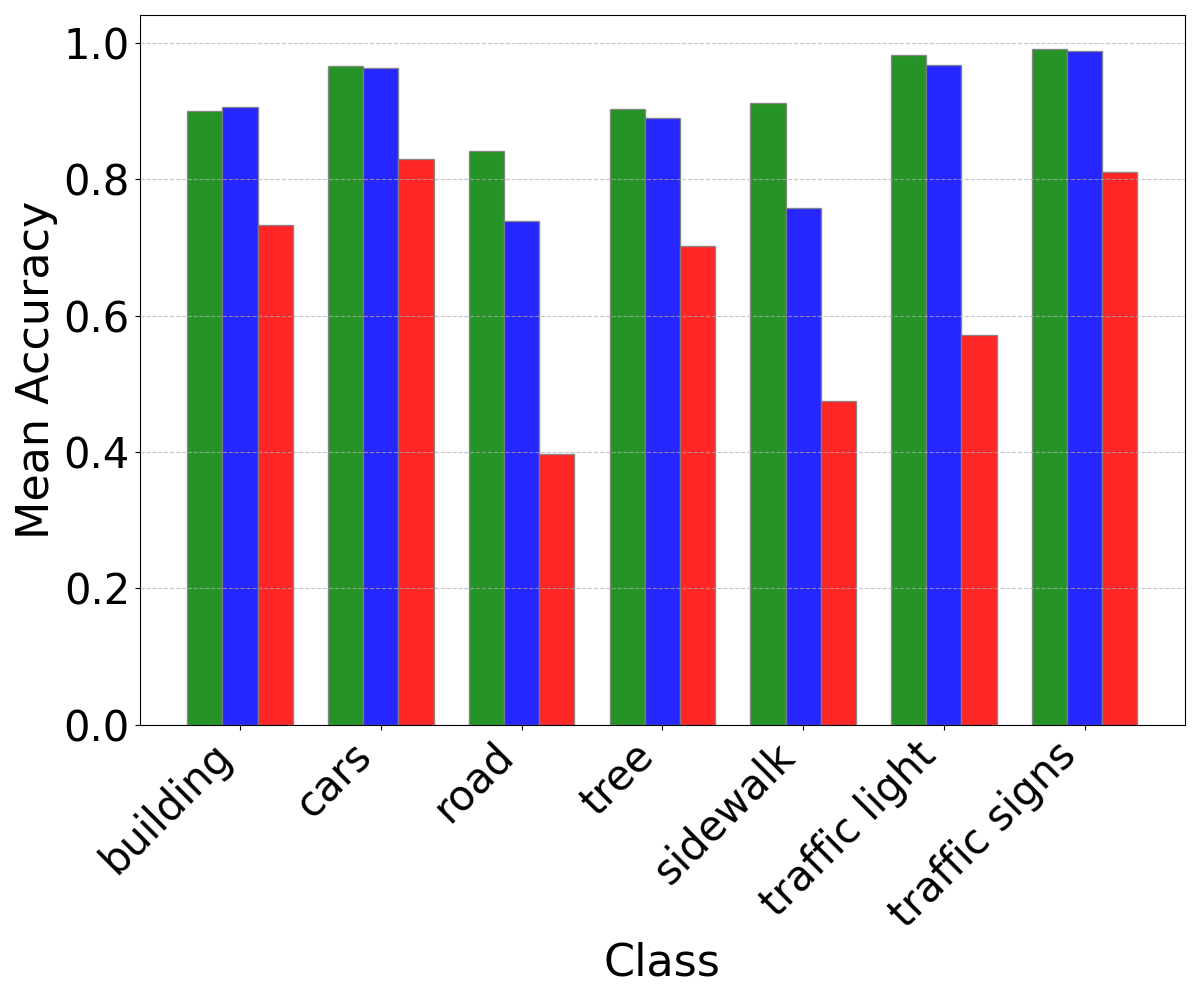 Mean Accuracy
1.0
0.8
0.6
0.4
0.2
0.0
building
cars
road
tree
sidewalk
traffic light
traffic signs
Class